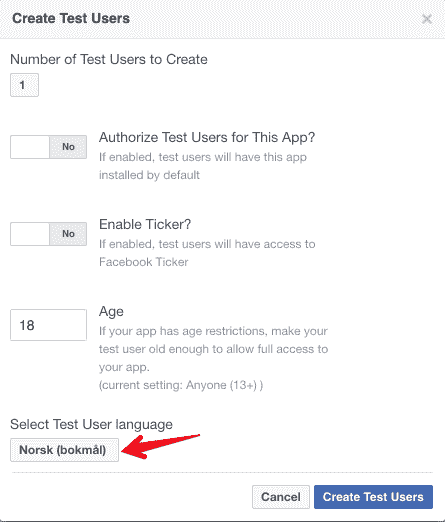 Create Test Users
Number of Test Users to Create
1
No
Authorize Test Users for This App?
If enabled, test users will have this app
installed by default
No
Enable Ticker?
If enabled, test users will have access to
Facebook Ticker
18
Age
If your app has age restrictions, make your
test user old enough to allow full access to
your app.
(current setting: Anyone (13+) )
Select Test User language
Norsk (bokmål)
Cancel
Create Test Users